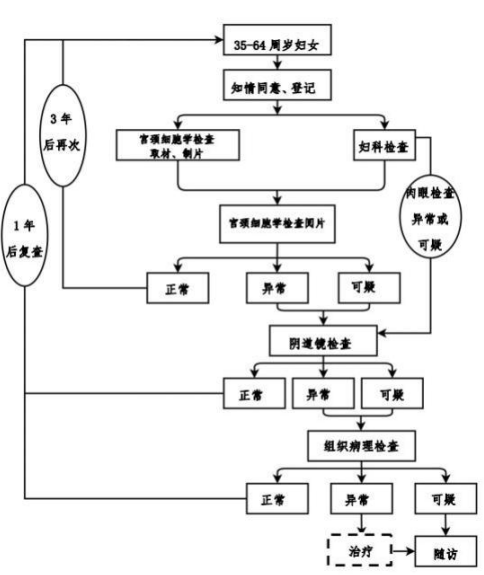 35-64 周岁妇女
知情同意、登记
3 年
后再次
宫颈细胞学检查
取材、制片
妇科检查
1 年
后复查
肉眼检查
异常或
可疑
宫颈细胞学检查阅片
正常
异常
可疑
阴道镜检查
正常
异常
可疑
组织病理检查
正常
异常
可疑
治疗
随访